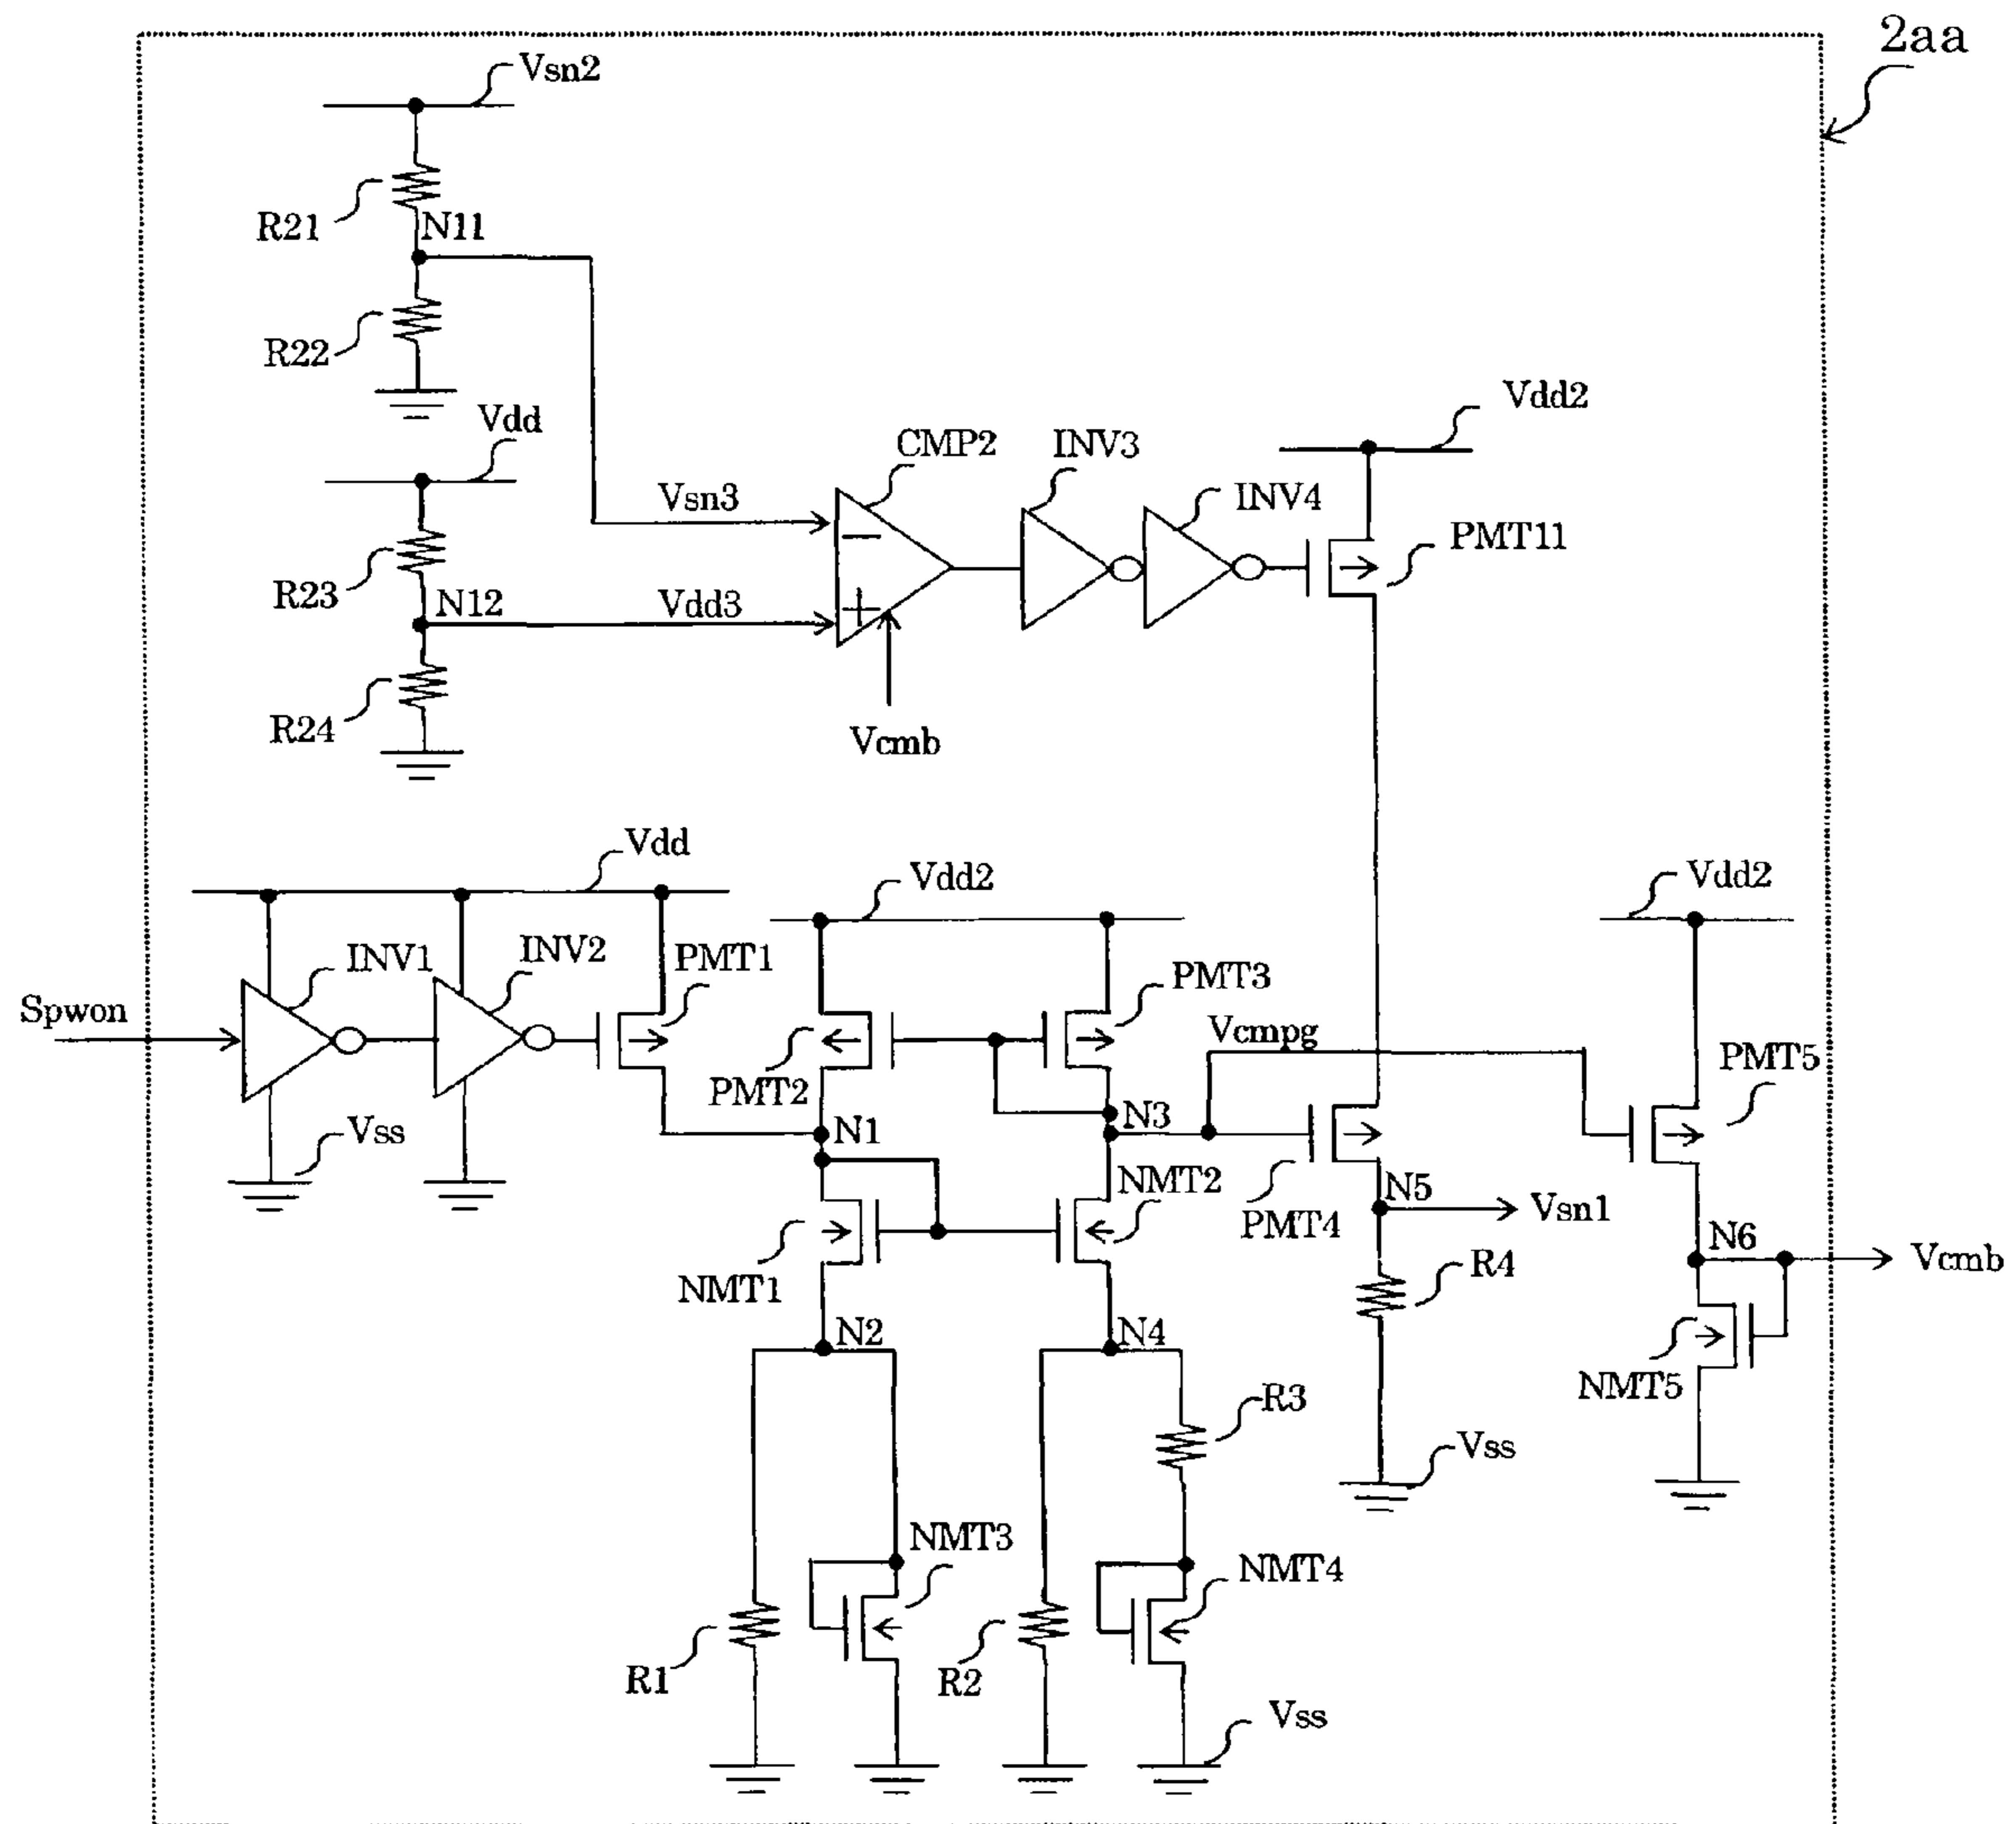 2aa
Vsn2
R21
N11
R22
Vdd
Vdd2
CMP2
INV3
INV4
Vsn3
PMT11
R23
N12
Vdd3
−
+
R24
Vcmb
Vdd
Vdd2
Vdd2
INV1
INV2
PMT1
PMT3
Spwon
Vcmpg
PMT5
PMT2
Vss
N1
N3
NMT2
N5
Vsn1
PMT4
N6
Vcmb
NMT1
R4
N2
N4
NMT5
R3
Vss
NMT3
NMT4
R1
R2
Vss